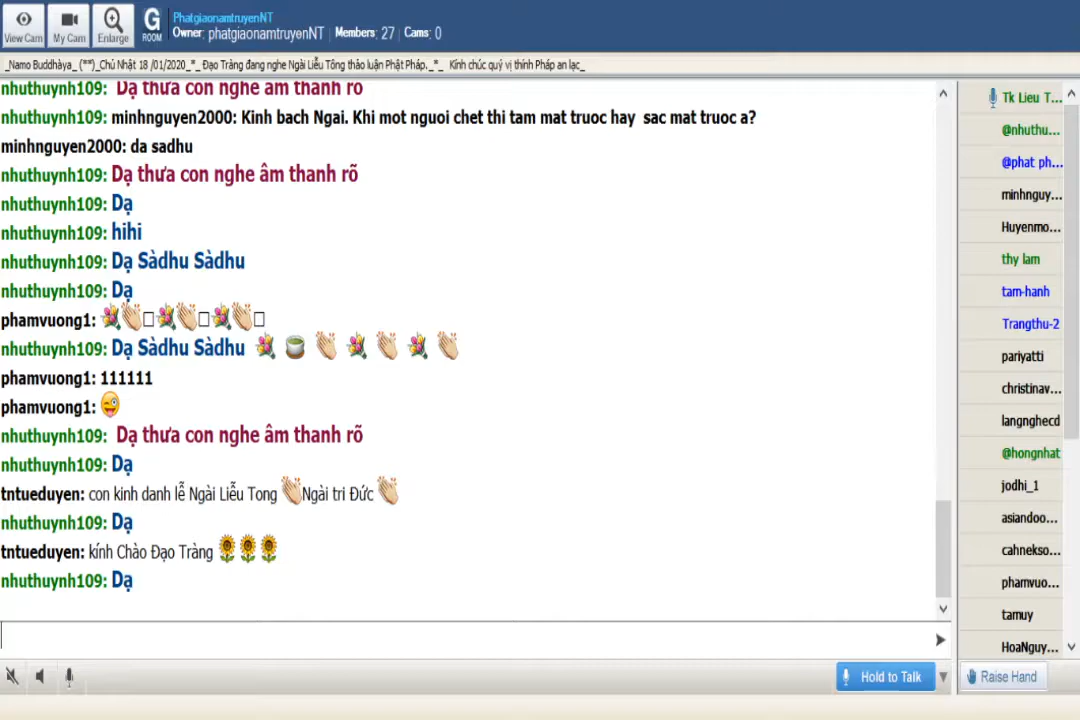 View Cam
My Cam
Enlarge
G
ROOM
PhatgiaonamtruyenNT
Owner: phatgiaonamtruyenNT | Members: 27 | Cams: 0
_Namo Buddhàya_ (**)_Chủ Nhật 18 /01/2020_*_ Đạo Tràng đang nghe Ngài Liễu Tông thảo luận Phật Pháp._*_ Kính chúc quý vị thính Pháp an lạc_
nhuthuynh109: Dạ thưa con nghe âm thanh rõ
nhuthuynh109: minhnguyen2000: Kinh bach Ngai. Khi mot nguoi chet thi tam mat truoc hay sac mat truoc a?
minhnguyen2000: da sadhu
nhuthuynh109: Dạ thưa con nghe âm thanh rõ
nhuthuynh109: Dạ
nhuthuynh109: hihi
nhuthuynh109: Dạ Sàdhu Sàdhu
nhuthuynh109: Dạ
phamvuong1: 💐👏🏻💐👏🏻💐👏🏻
nhuthuynh109: Dạ Sàdhu Sàdhu 💐 🍵 👏 💐 👏 💐 👏
phamvuong1: 111111
phamvuong1: 😜
nhuthuynh109: Dạ thưa con nghe âm thanh rõ
nhuthuynh109: Dạ
tntueduyen: con kinh danh lễ Ngài Liễu Tong 👏Ngài tri Đức 👏
nhuthuynh109: Dạ
tntueduyen: kính Chào Đạo Tràng 🌻🌻🌻
nhuthuynh109: Dạ
Hold to Talk
Tk Lieu T...
@nhuthu...
@phat ph...
minhnguy...
Huyenmo...
thy lam
tam-hanh
Trangthu-2
pariyatti
christinav...
langnghecd
@hongnhat
jodhi_1
asiandoo...
cahnekso...
phamvuo...
tamuy
HoaNguy...
Raise Hand